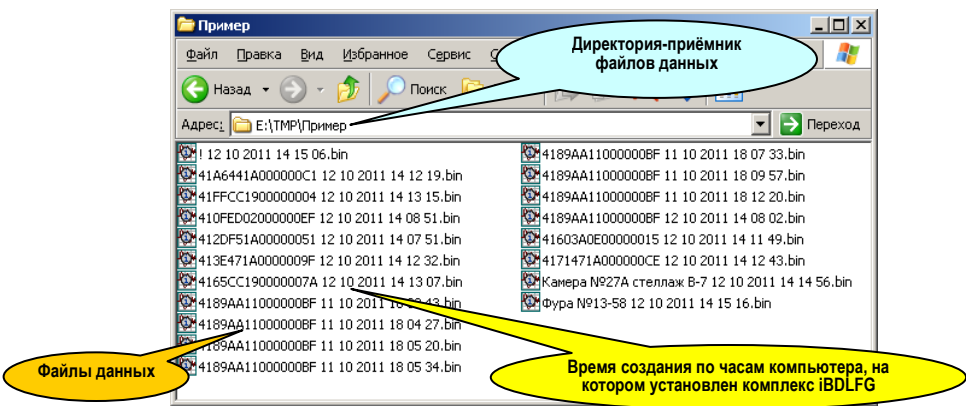 Пример
Файл Правка Вид Избранное Сервис
Директория-приёмник
файлов данных
Назад Поиск
Адрес: E:\TMP\Пример Переход
! 12 10 2011 14 15 06.bin
41A6441A000000C1 12 10 2011 14 12 19.bin
41FFCC1900000004 12 10 2011 14 13 15.bin
410FED02000000EF 12 10 2011 14 08 51.bin
412DF51A00000051 12 10 2011 14 07 51.bin
413E471A0000009F 12 10 2011 14 12 32.bin
4165CC190000007A 12 10 2011 14 13 07.bin
4189AA11000000BF 11 10 2011 43.bin
4189AA11000000BF 11 10 2011 18 04 27.bin
4189AA11000000BF 11 10 2011 18 05 20.bin
4189AA11000000BF 11 10 2011 18 05 34.bin
4189AA11000000BF 11 10 2011 18 07 33.bin
4189AA11000000BF 11 10 2011 18 09 57.bin
4189AA11000000BF 11 10 2011 18 12 20.bin
4189AA11000000BF 12 10 2011 14 08 02.bin
41603A0E00000015 12 10 2011 14 11 49.bin
4171471A000000CE 12 10 2011 14 12 43.bin
Камера №27А стеллаж В-7 12 10 2011 14 14 56.bin
Фура №13-58 12 10 2011 14 15 16.bin
Файлы данных
Время создания по часам компьютера, на
котором установлен комплекс iBDLFG